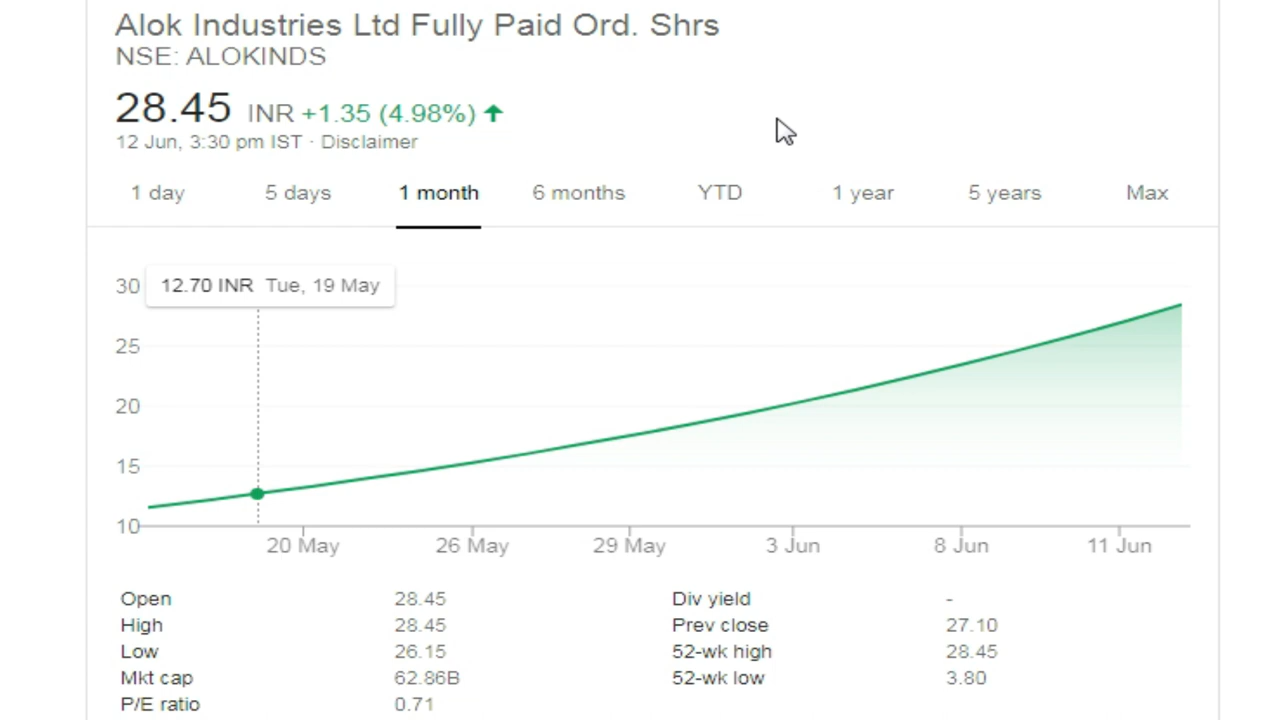 Alok Industries Ltd Fully Paid Ord. Shrs
NSE: ALOKINDS
28.45 INR +1.35 (4.98%) ↑
12 Jun, 3:30 pm IST · Disclaimer
1 day 5 days 1 month 6 months YTD 1 year 5 years Max
30 12.70 INR Tue, 19 May
25
20
15
10
20 May 26 May 29 May 3 Jun 8 Jun 11 Jun
Open 28.45 Div yield -
High 28.45 Prev close 27.10
Low 26.15 52-wk high 28.45
Mkt cap 62.86B 52-wk low 3.80
P/E ratio 0.71